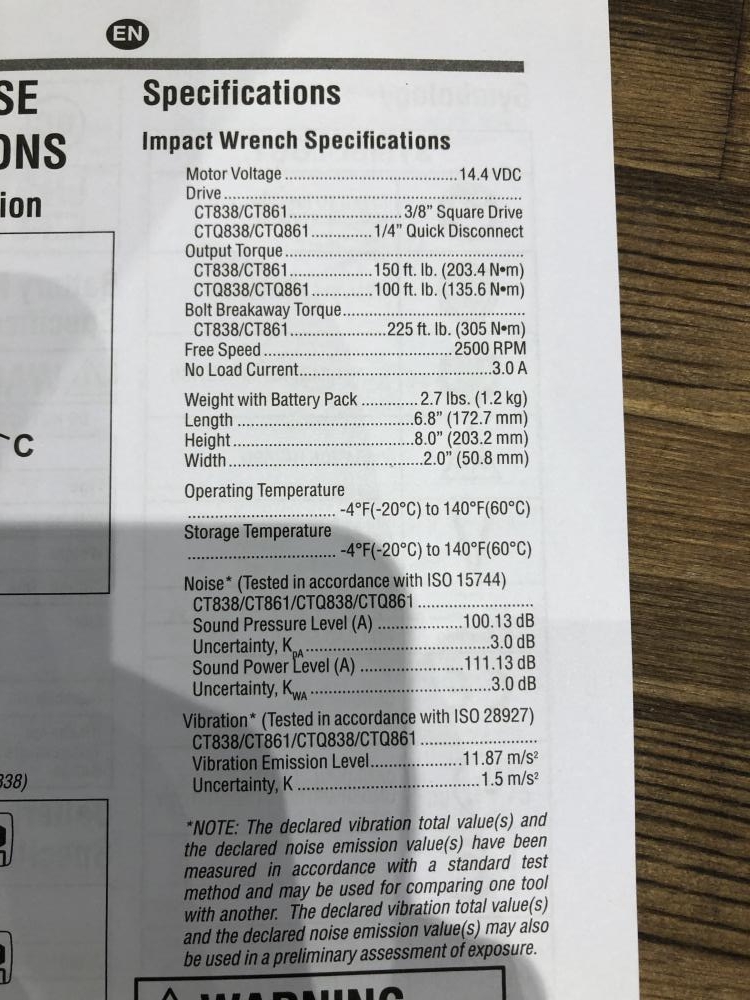 EN
SE
ONS
ion
C
338)
Specifications
Impact Wrench Specifications
Motor Voltage ................................ 14.4 VDC
Drive ........................................................
CT838/CT861 ..................... 3/8” Square Drive
CTQ838/CTQ861 ............ 1/4” Quick Disconnect
Output Torque ............................................
CT838/CT861 ................. 150 ft. lb. (203.4 N•m)
CTQ838/CTQ861 ............ 100 ft. lb. (135.6 N•m)
Bolt Breakaway Torque ................................
CT838/CT861 ................... 225 ft. lb. (305 N•m)
Free Speed ................................... 2500 RPM
No Load Current ................................... 3.0 A
Weight with Battery Pack ........... 2.7 lbs. (1.2 kg)
Length ................................. 6.8” (172.7 mm)
Height ................................. 8.0” (203.2 mm)
Width ................................... 2.0” (50.8 mm)
Operating Temperature
............................. -4°F(-20°C) to 140°F(60°C)
Storage Temperature
............................. -4°F(-20°C) to 140°F(60°C)
Noise* (Tested in accordance with ISO 15744)
CT838/CT861/CTQ838/CTQ861 .......................
Sound Pressure Level (A) ................. 100.13 dB
Uncertainty, KpA ................................... 3.0 dB
Sound Power Level (A) ..................... 111.13 dB
Uncertainty, KWA .................................. 3.0 dB
Vibration* (Tested in accordance with ISO 28927)
CT838/CT861/CTQ838/CTQ861 .......................
Vibration Emission Level .................. 11.87 m/s²
Uncertainty, K .................................... 1.5 m/s²
*NOTE: The declared vibration total value(s) and
the declared noise emission value(s) have been
measured in accordance with a standard test
method and may be used for comparing one tool
with another. The declared vibration total value(s)
and the declared noise emission value(s) may also
be used in a preliminary assessment of exposure.
WARNING